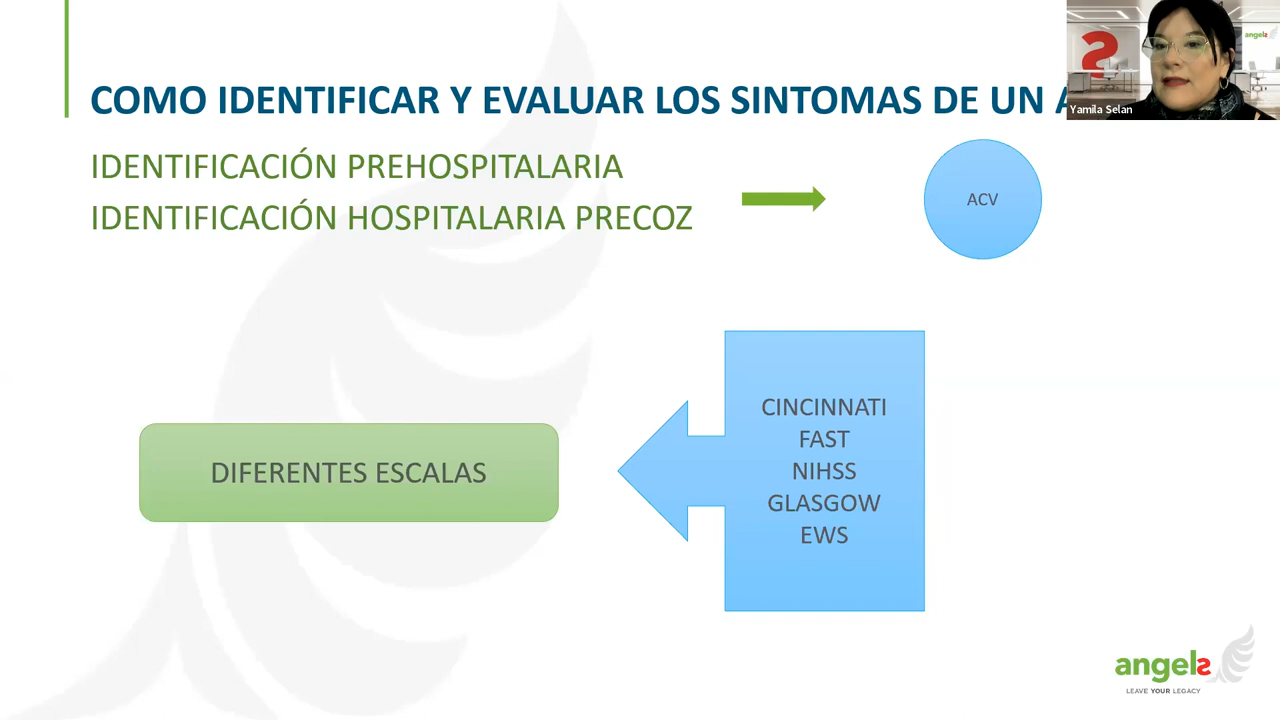 COMO IDENTIFICAR Y EVALUAR LOS SINTOMAS DE UN
Yamila Selan
angels
IDENTIFICACIÓN PREHOSPITALARIA
IDENTIFICACIÓN HOSPITALARIA PRECOZ
ACV
CINCINNATI
FAST
NIHSS
GLASGOW
EWS
DIFERENTES ESCALAS
angels
LEAVE YOUR LEGACY